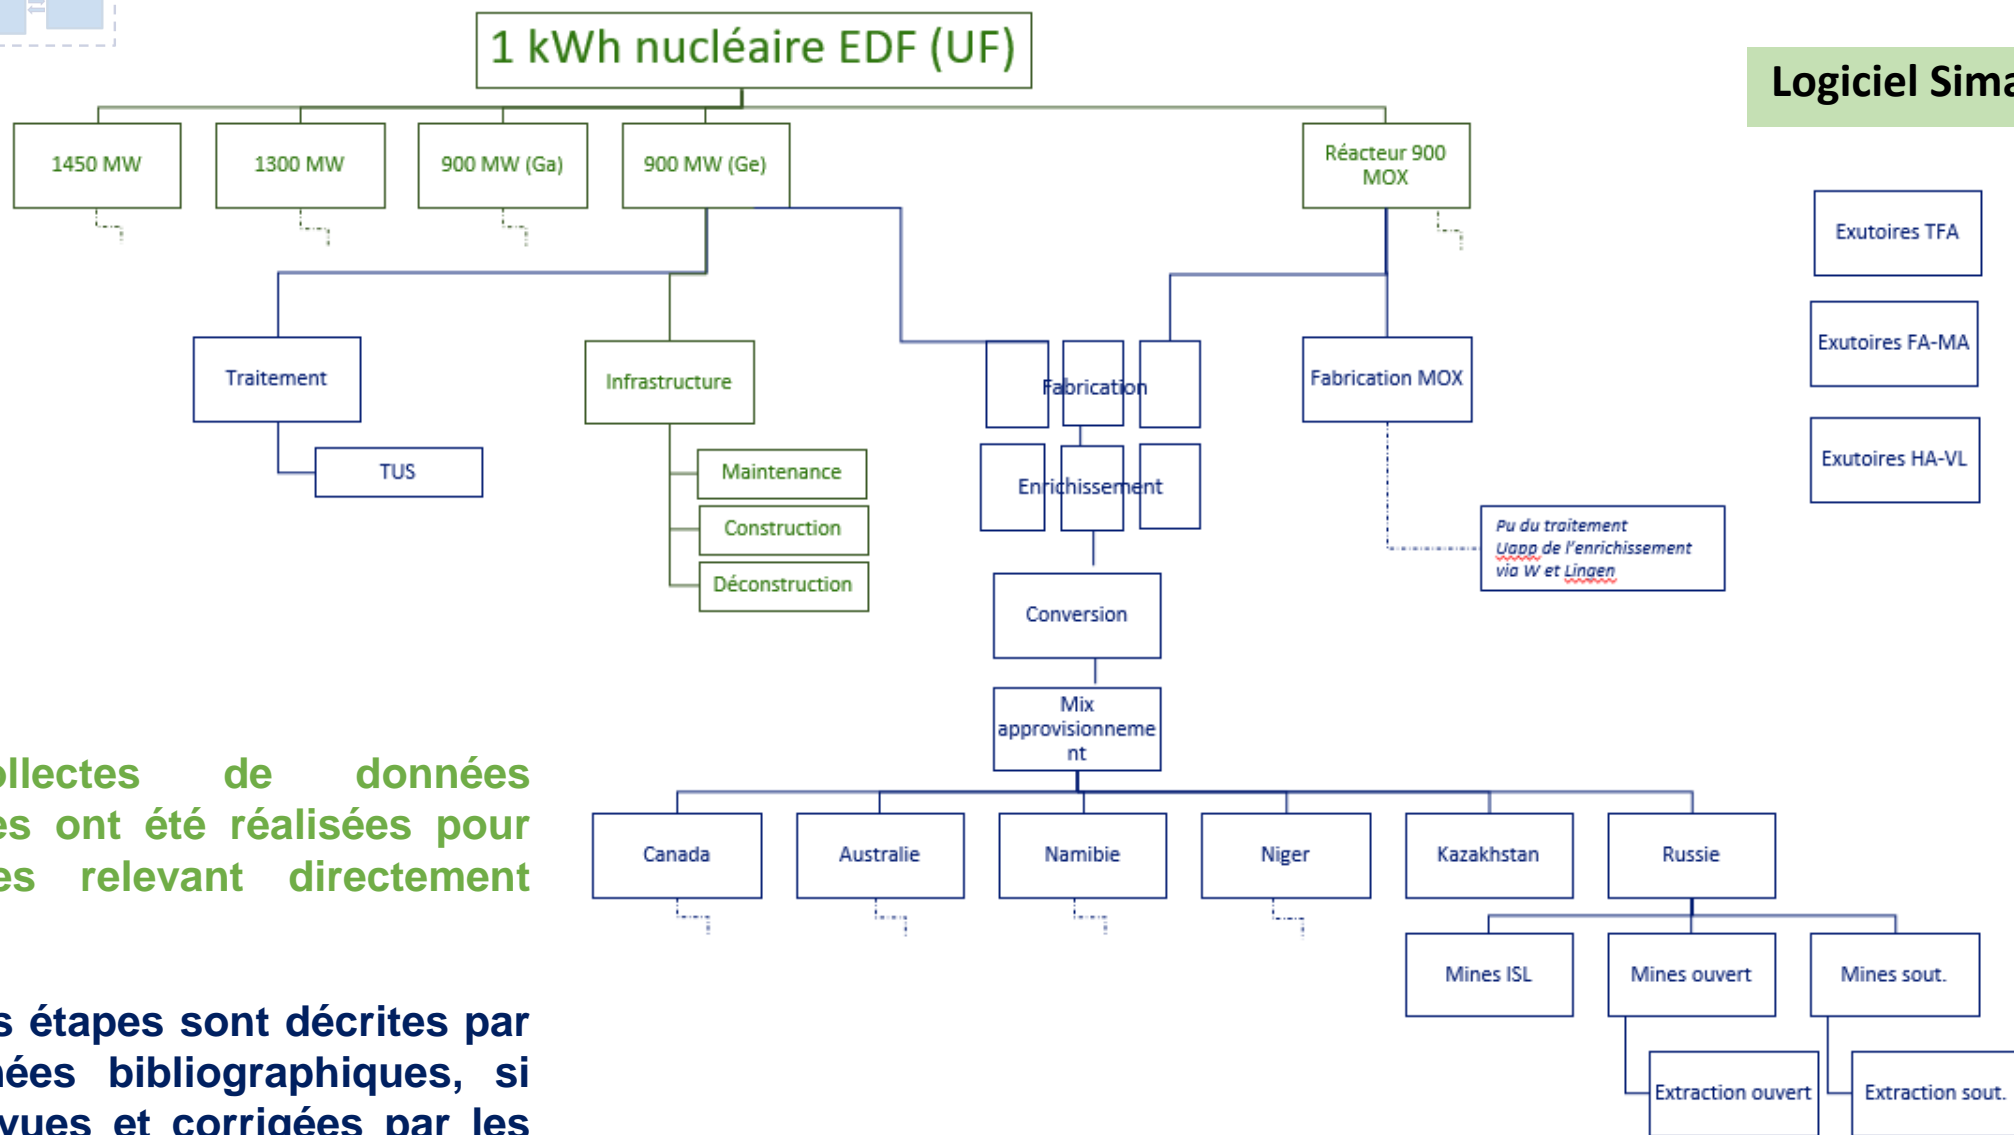 1 kWh nucléaire EDF (UF)
Logiciel Sima
1450 MW
1300 MW
900 MW (Ga)
900 MW (Ge)
Réacteur 900
MOX
Exutoires TFA
Exutoires FA-MA
Exutoires HA-VL
Traitement
TUS
Infrastructure
Maintenance
Construction
Déconstruction
Fabrication
Enrichissement
Fabrication MOX
Pu du traitement
Uapp de l'enrichissement
via W et Lingen
Conversion
Mix
approvisionneme
nt
Canada
Australie
Namibie
Niger
Kazakhstan
Russie
Mines ISL
Mines ouvert
Mines sout.
Extraction ouvert
Extraction sout.
ollectes de données
es ont été réalisées pour
es relevant directement
s étapes sont décrites par
nées bibliographiques, si
vues et corrigées par les